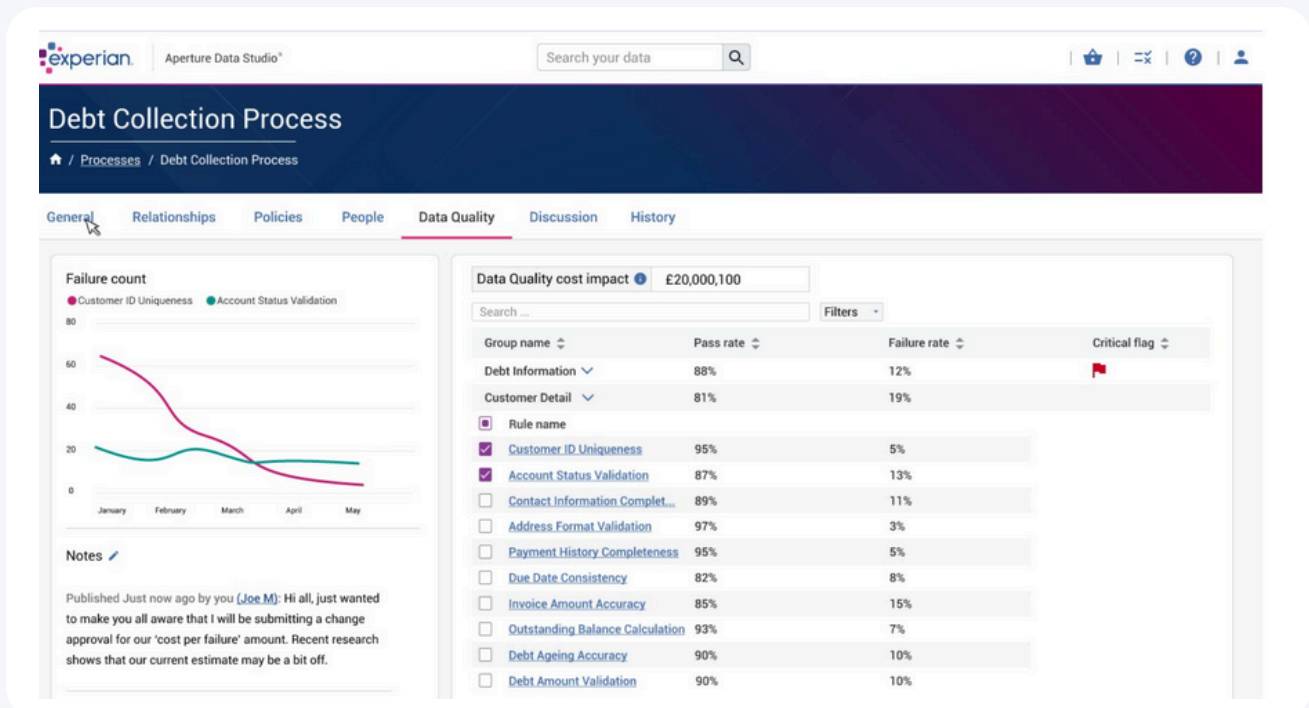 experian.
Aperture Data Studio°
Search your data
Debt Collection Process
/ Processes / Debt Collection Process
General Relationships Policies People Data Quality Discussion History
Failure count
Customer ID Uniqueness Account Status Validation
80
60
40
20
0
January February March April May
Notes
Published Just now ago by you (Joe M): Hi all, just wanted
to make you all aware that I will be submitting a change
approval for our 'cost per failure' amount. Recent research
shows that our current estimate may be a bit off.
Data Quality cost impact £20,000,100
Search ... Filters
Group name Pass rate Failure rate Critical flag
Debt Information 88% 12%
Customer Detail 81% 19%
Rule name
Customer ID Uniqueness 95% 5%
Account Status Validation 87% 13%
Contact Information Complet... 89% 11%
Address Format Validation 97% 3%
Payment History Completeness 95% 5%
Due Date Consistency 82% 8%
Invoice Amount Accuracy 85% 15%
Outstanding Balance Calculation 93% 7%
Debt Ageing Accuracy 90% 10%
Debt Amount Validation 90% 10%